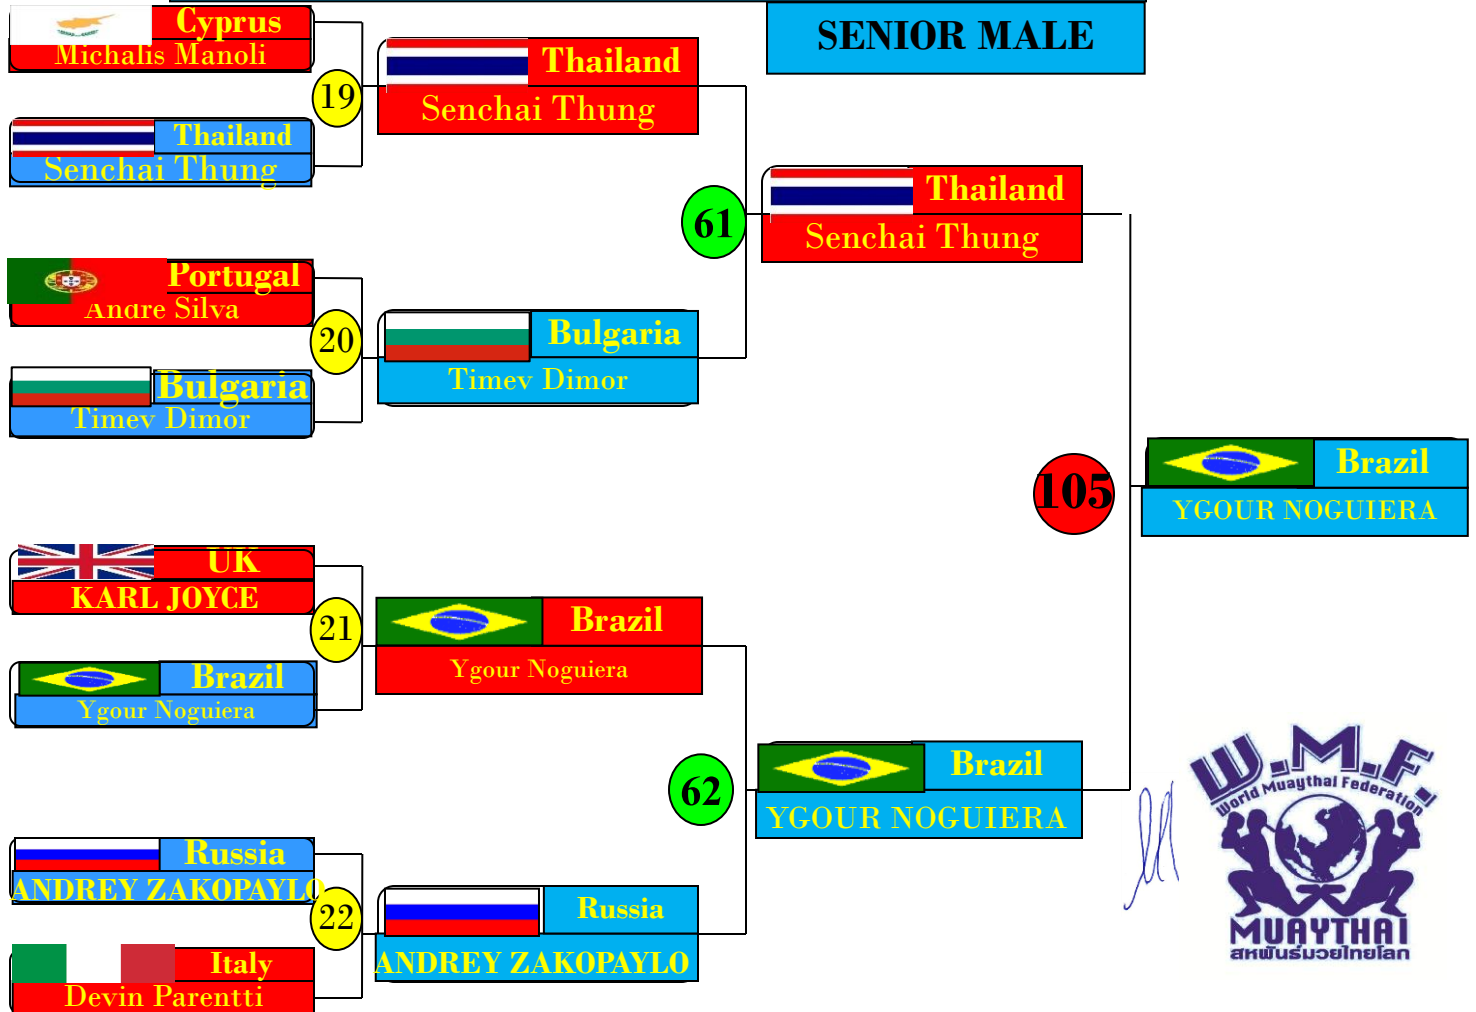 SENIOR MALE
Cyprus
Michalis Manoli
19
Thailand
Senchai Thung
Thailand
Senchai Thung
61
Thailand
Senchai Thung
Portugal
Andre Silva
20
Bulgaria
Timev Dimor
Bulgaria
Timev Dimor
105
Brazil
YGOUR NOGUIERA
UK
KARL JOYCE
21
Brazil
Ygour Noguiera
Brazil
Ygour Noguiera
62
Brazil
YGOUR NOGUIERA
Russia
ANDREY ZAKOPAYLO
22
Russia
ANDREY ZAKOPAYLO
Italy
Devin Parentti
W.M.F.
World Muaythai Federation
MUAYTHAI
สหพันธ์มวยไทยโลก